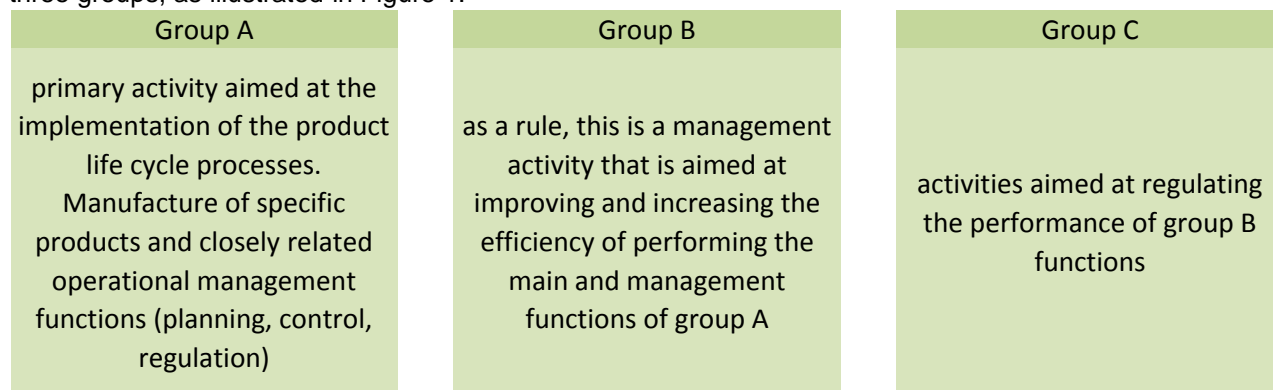 three groups, as illustrated in Figure 1.
Group A
primary activity aimed at the
implementation of the product
life cycle processes.
Manufacture of specific
products and closely related
operational management
functions (planning, control,
regulation)
Group B
as a rule, this is a management
activity that is aimed at
improving and increasing the
efficiency of performing the
main and management
functions of group A
Group C
activities aimed at regulating
the performance of group B
functions